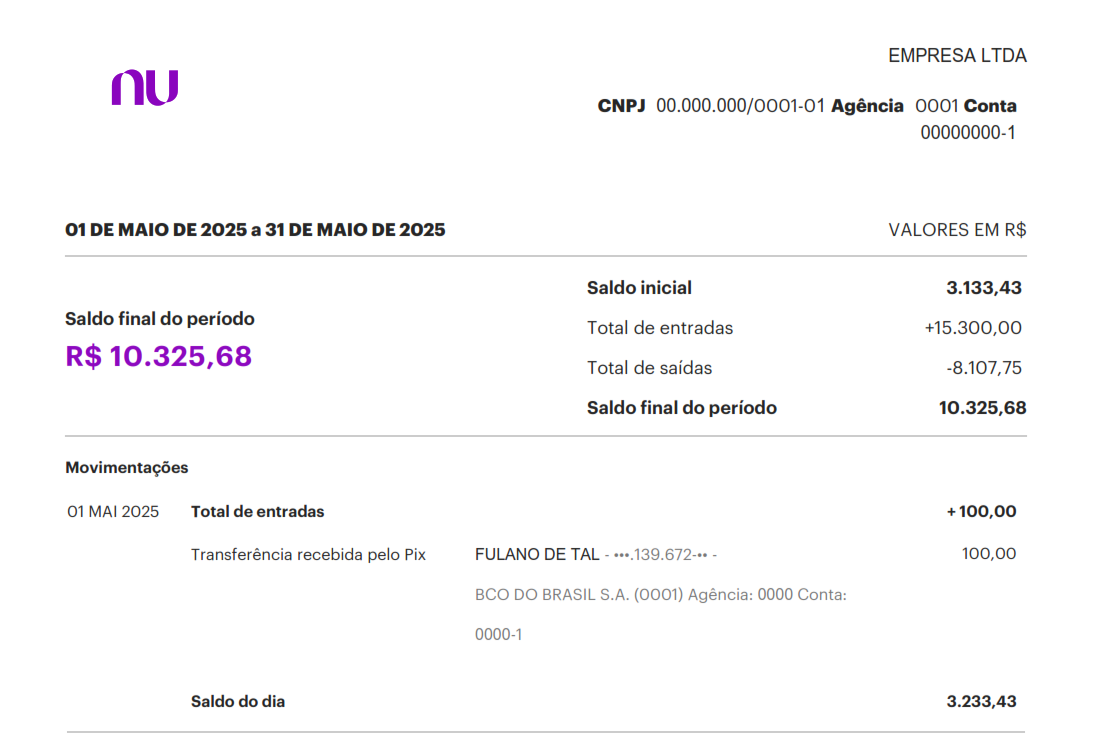 nu
EMPRESA LTDA
CNPJ 00.000.000/0001-01 Agência 0001 Conta
00000000-1
01 DE MAIO DE 2025 a 31 DE MAIO DE 2025 VALORES EM R$
Saldo final do período
R$ 10.325,68
Saldo inicial 3.133,43
Total de entradas +15.300,00
Total de saídas -8.107,75
Saldo final do período 10.325,68
Movimentações
01 MAI 2025 Total de entradas + 100,00
Transferência recebida pelo Pix FULANO DE TAL - •••.139.672-•• - 100,00
BCO DO BRASIL S.A. (0001) Agência: 0000 Conta:
0000-1
Saldo do dia 3.233,43